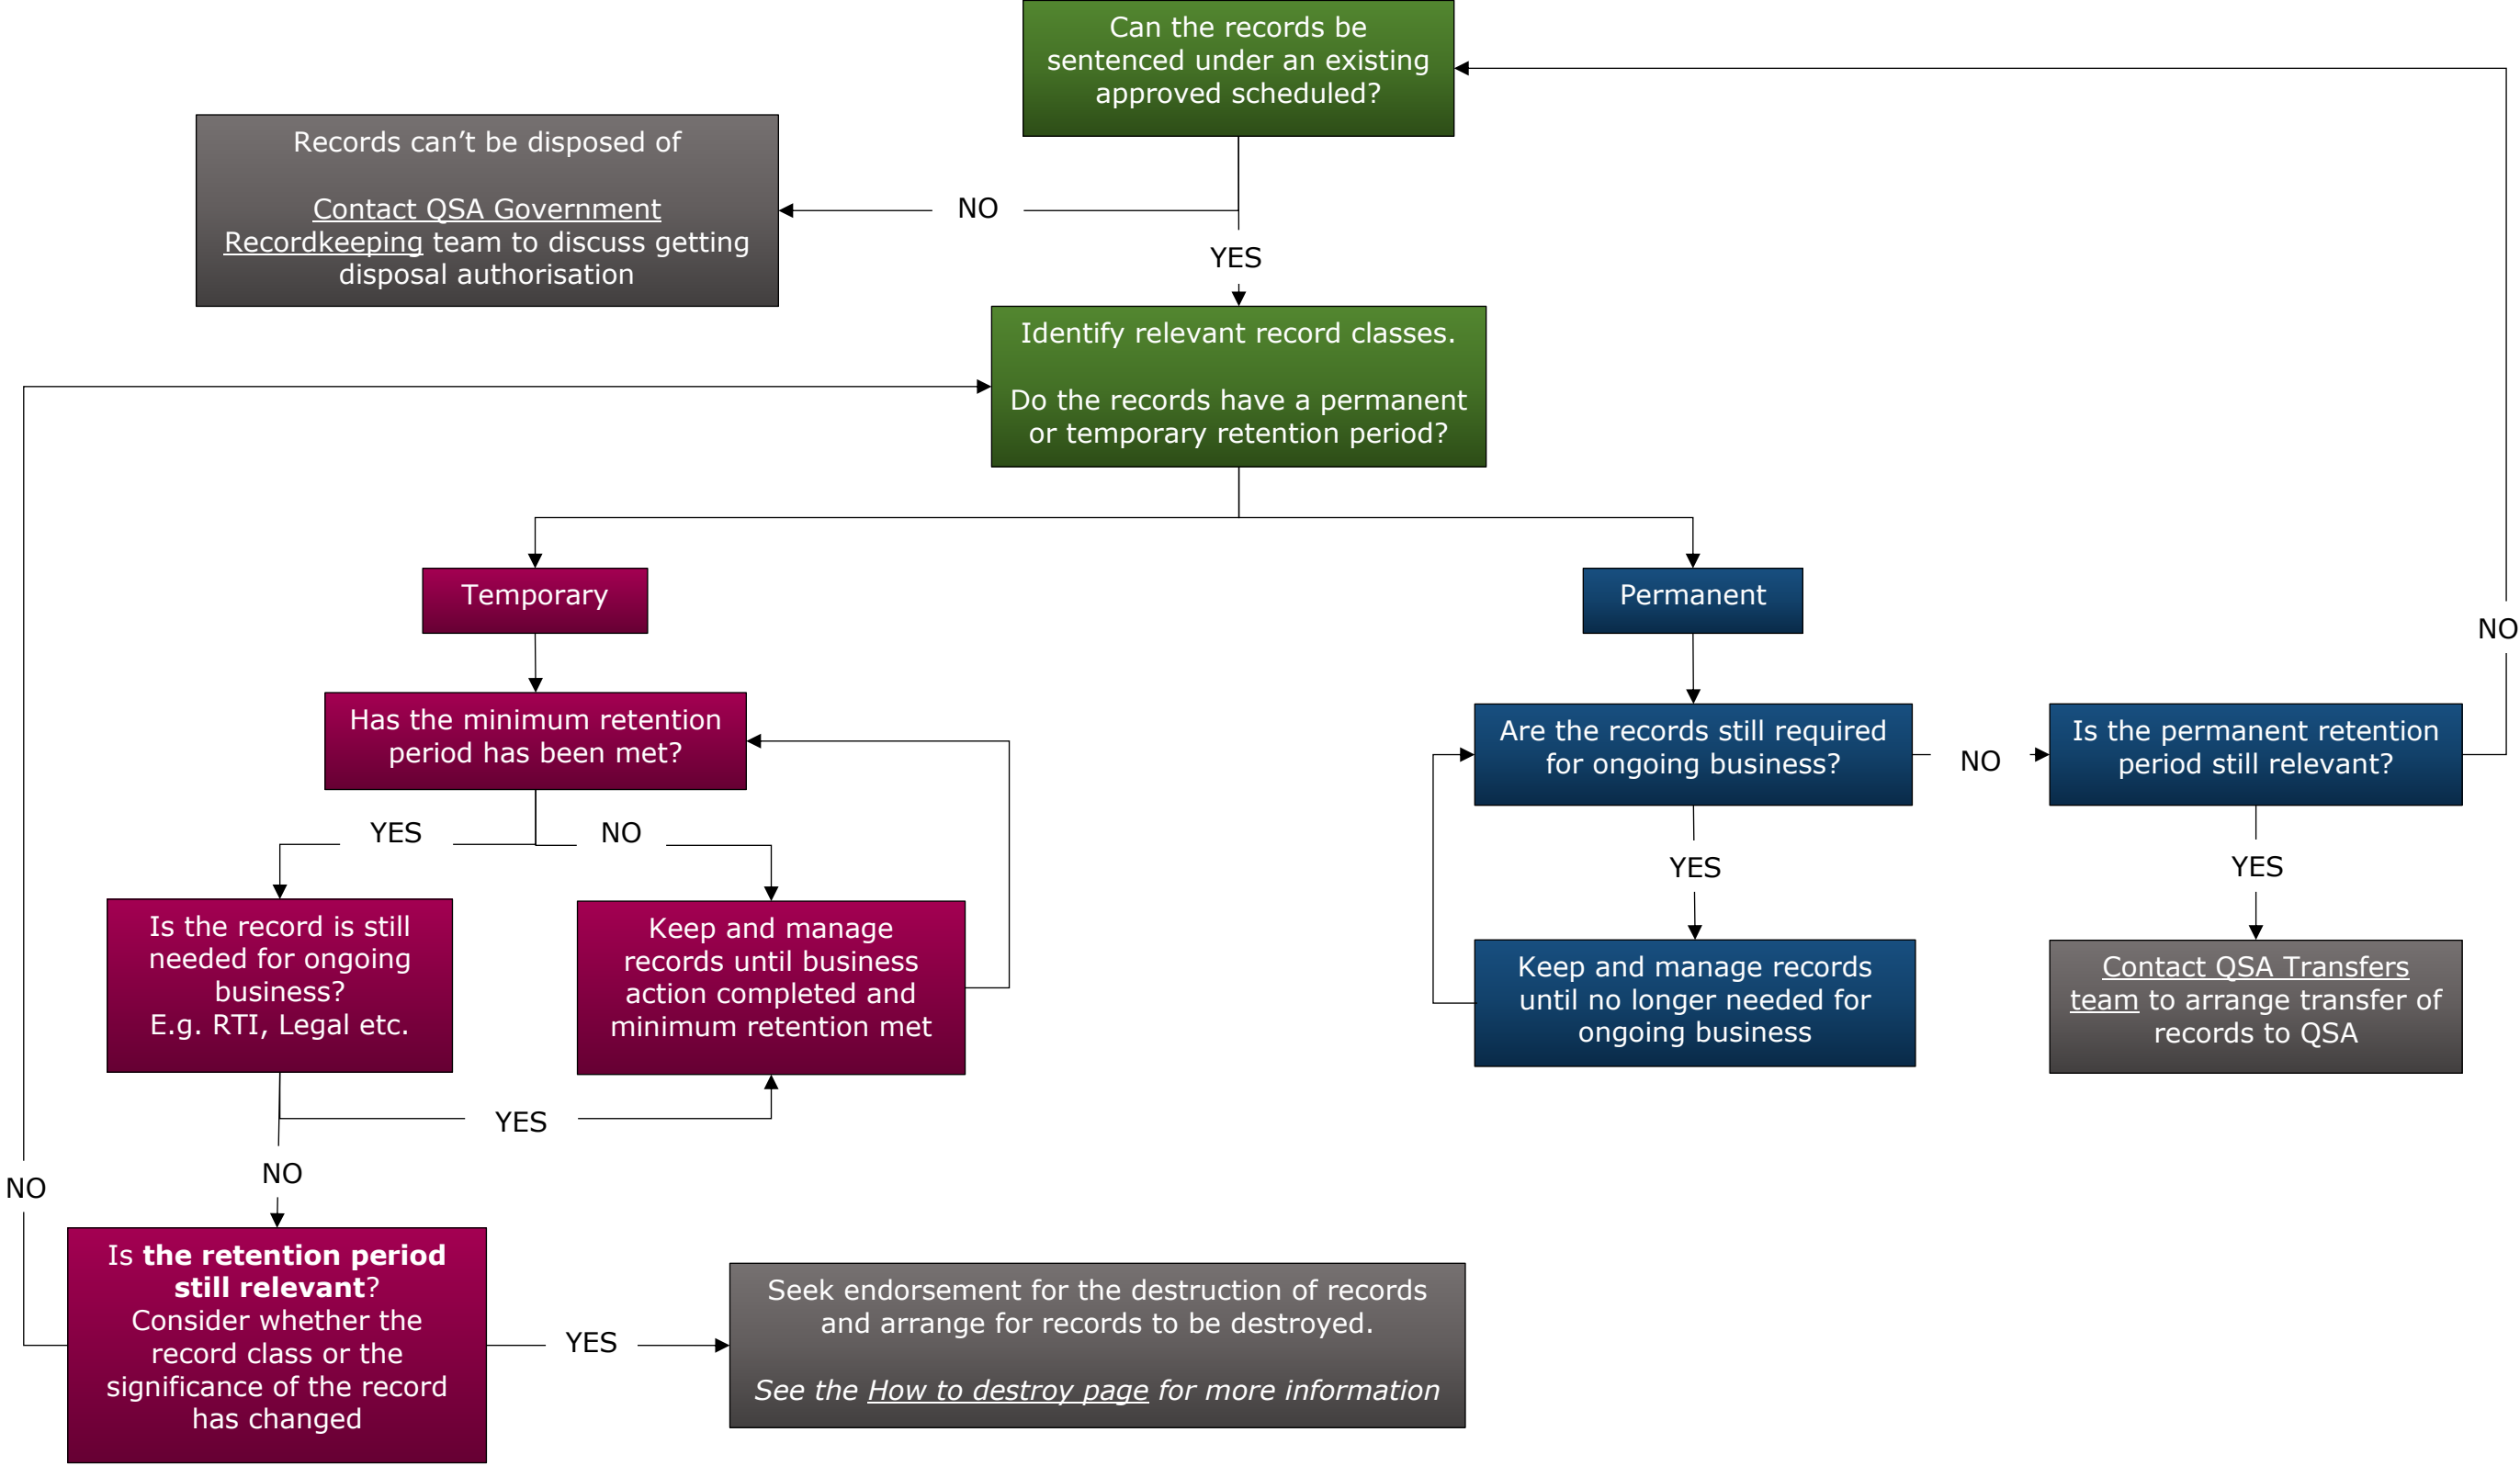 Can the records be
sentenced under an existing
approved scheduled?
Records can’t be disposed of
Contact QSA Government
Recordkeeping team to discuss getting
disposal authorisation
NO
YES
Identify relevant record classes.
Do the records have a permanent
or temporary retention period?
Temporary
Permanent
NO
Has the minimum retention
period has been met?
Are the records still required
for ongoing business?
NO
Is the permanent retention
period still relevant?
YES
NO
YES
YES
Is the record is still
needed for ongoing
business?
E.g. RTI, Legal etc.
Keep and manage
records until business
action completed and
minimum retention met
Keep and manage records
until no longer needed for
ongoing business
Contact QSA Transfers
team to arrange transfer of
records to QSA
YES
NO
NO
Is the retention period
still relevant?
Consider whether the
record class or the
significance of the record
has changed
YES
Seek endorsement for the destruction of records
and arrange for records to be destroyed.
See the How to destroy page for more information